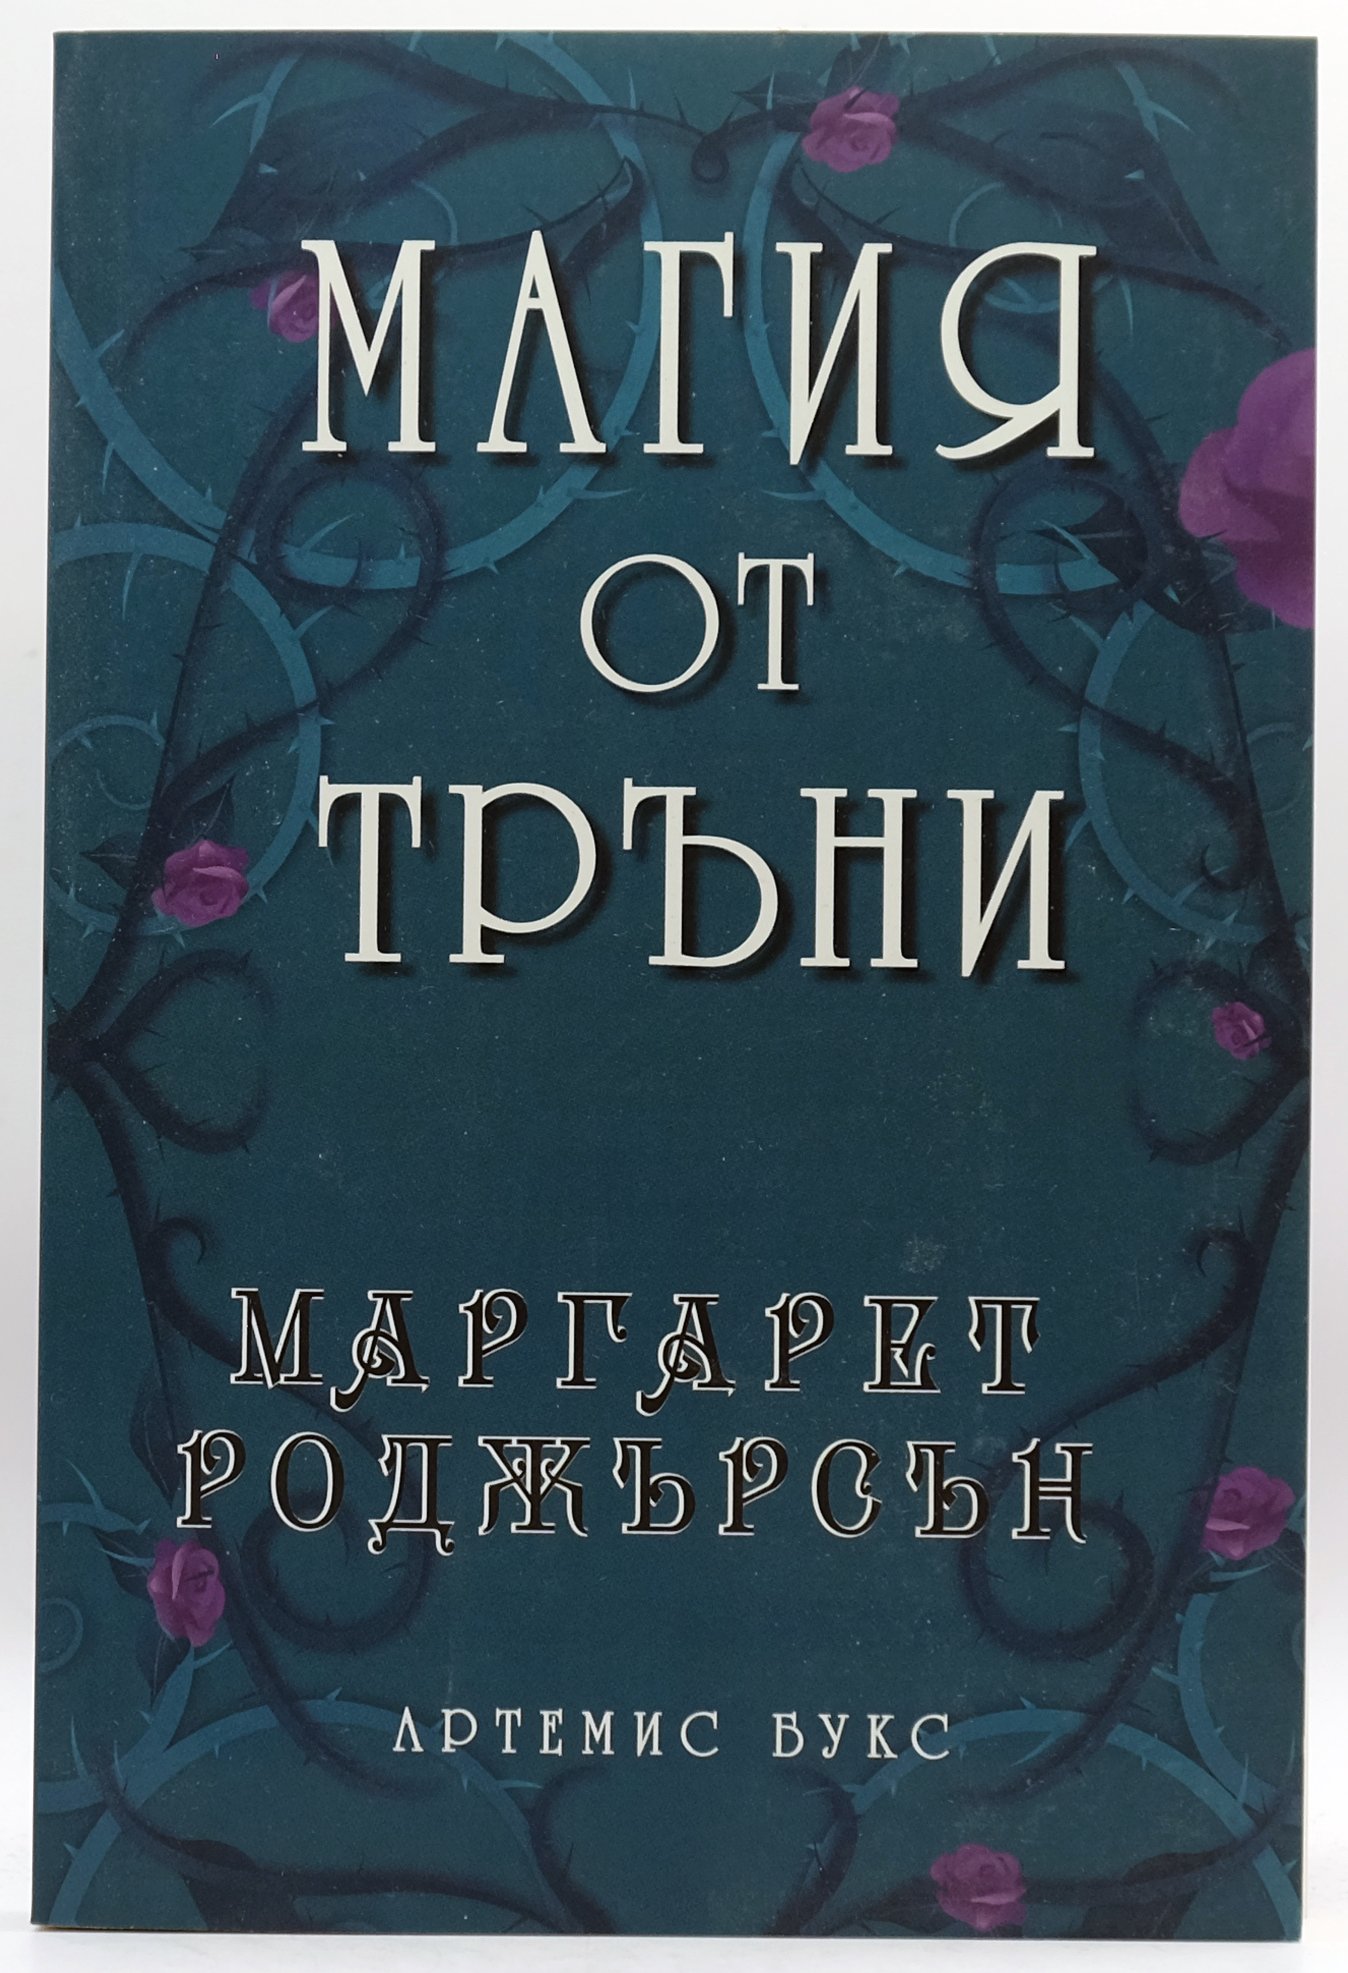 МАГИЯ
ОТ
ТРЪНИ
МАРГАРЕТ
РОДЖЪРСЪН
АРТЕМИС БУКС